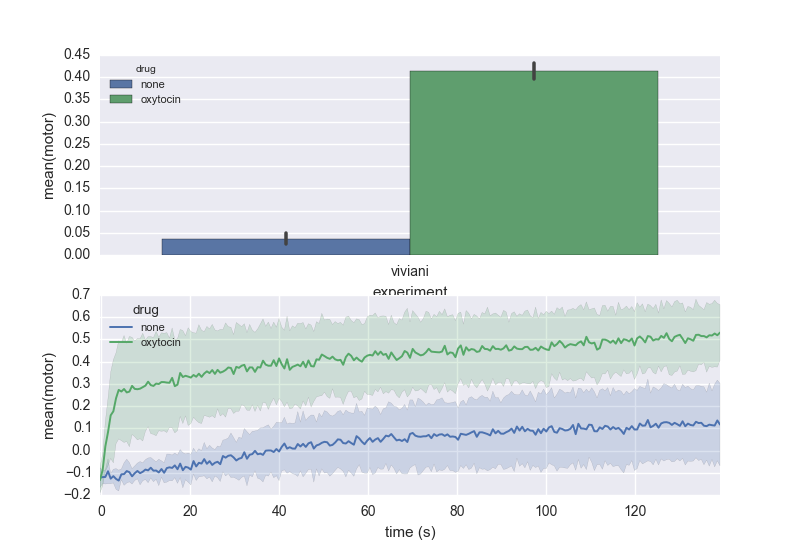 0.45
0.40
0.35
0.30
0.25
0.20
0.15
0.10
0.05
0.00
mean(motor)
drug
none
oxytocin
viviani
experiment
0.7
0.6
0.5
0.4
0.3
0.2
0.1
0.0
−0.1
−0.2
mean(motor)
drug
none
oxytocin
0 20 40 60 80 100 120
time (s)